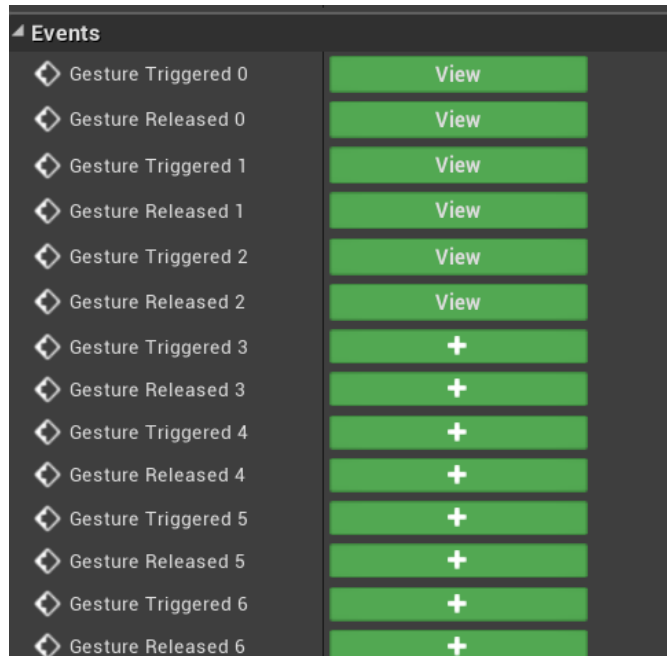 Events
Gesture Triggered 0 View
Gesture Released 0 View
Gesture Triggered 1 View
Gesture Released 1 View
Gesture Triggered 2 View
Gesture Released 2 View
Gesture Triggered 3 +
Gesture Released 3 +
Gesture Triggered 4 +
Gesture Released 4 +
Gesture Triggered 5 +
Gesture Released 5 +
Gesture Triggered 6 +
Gesture Released 6 +